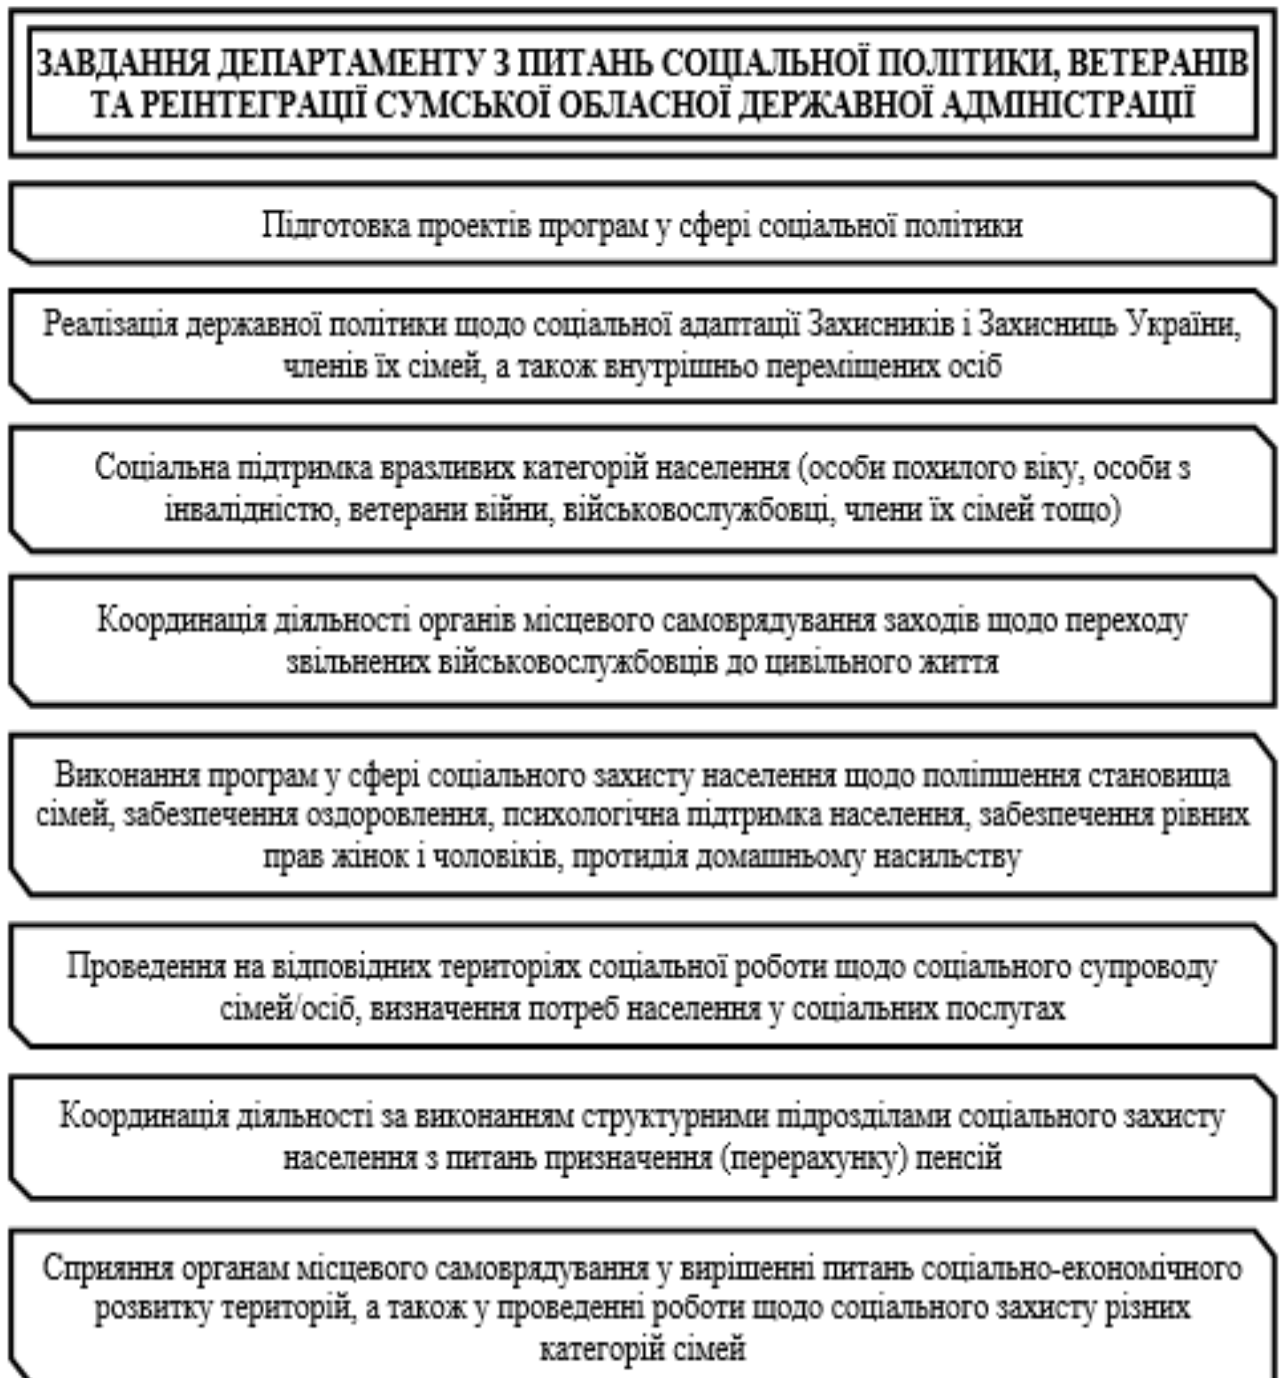 ЗАВДАННЯ ДЕПАРТАМЕНТУ З ПИТАНЬ СОЦІАЛЬНОЇ ПОЛІТИКИ, ВЕТЕРАНІВ
ТА РЕІНТЕГРАЦІЇ СУМСЬКОЇ ОБЛАСНОЇ ДЕРЖАВНОЇ АДМІНІСТРАЦІЇ
Підготовка проектів програм у сфері соціальної політики
Реалізація державної політики щодо соціальної адаптації Захисників і Захисниць України,
членів їх сімей, а також внутрішньо переміщених осіб
Соціальна підтримка вразливих категорій населення (особи похилого віку, особи з
інвалідністю, ветерани війни, військовослужбовці, члени їх сімей тощо)
Координація діяльності органів місцевого самоврядування заходів щодо переходу
звільнених військовослужбовців до цивільного життя
Виконання програм у сфері соціального захисту населення щодо поліпшення становища
сімей, забезпечення оздоровлення, психологічна підтримка населення, забезпечення рівних
прав жінок і чоловіків, протидія домашньому насильству
Проведення на відповідних територіях соціальної роботи щодо соціального супроводу
сімей/осіб, визначення потреб населення у соціальних послугах
Координація діяльності за виконанням структурними підрозділами соціального захисту
населення з питань призначення (перерахунку) пенсій
Сприяння органам місцевого самоврядування у вирішенні питань соціально-економічного
розвитку територій, а також у проведенні роботи щодо соціального захисту різних
категорій сімей